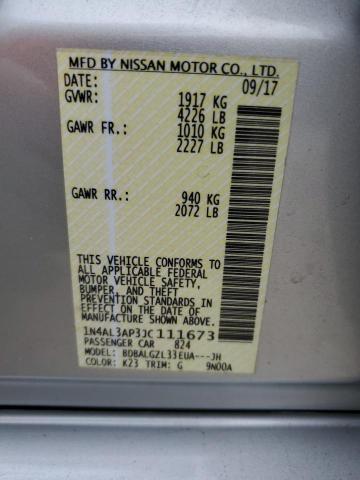 MFD BY NISSAN MOTOR CO., LTD.
DATE: 09/17
GVWR: 1917 KG
4226 LB
GAWR FR.: 1010 KG
2227 LB
GAWR RR.: 940 KG
2072 LB
THIS VEHICLE CONFORMS TO
ALL APPLICABLE FEDERAL
MOTOR VEHICLE SAFETY,
BUMPER, AND THEFT
PREVENTION STANDARDS
IN EFFECT ON THE DATE OF
MANUFACTURE SHOWN ABOVE.
1N4AL3AP3JC111673
PASSENGER CAR 824
MODEL: BDBALGZL33EUA---JH
COLOR: K23 TRIM: G 9N00A